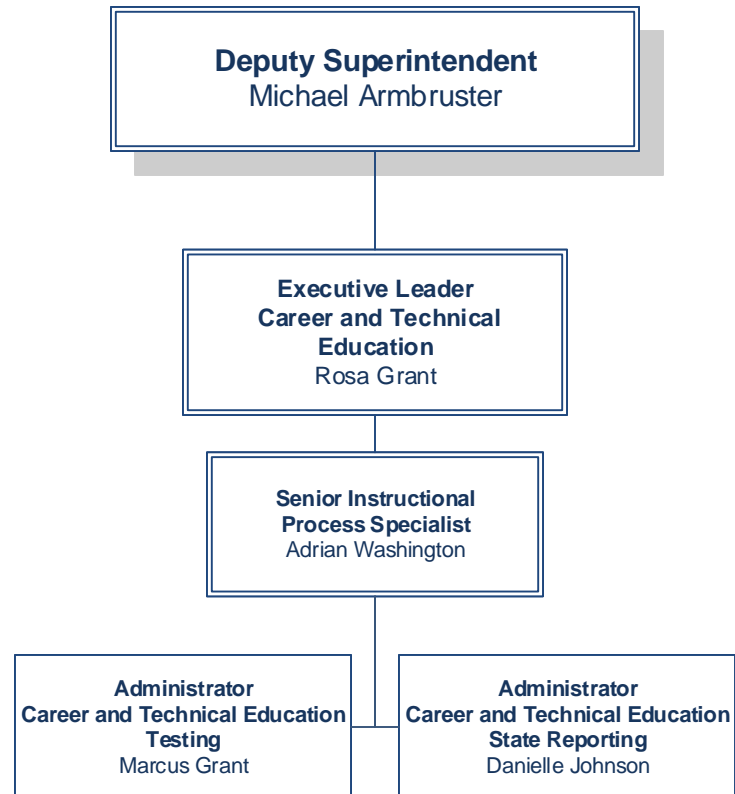 Deputy Superintendent
Michael Armbruster
Executive Leader
Career and Technical
Education
Rosa Grant
Senior Instructional
Process Specialist
Adrian Washington
Administrator
Career and Technical Education
Testing
Marcus Grant
Administrator
Career and Technical Education
State Reporting
Danielle Johnson